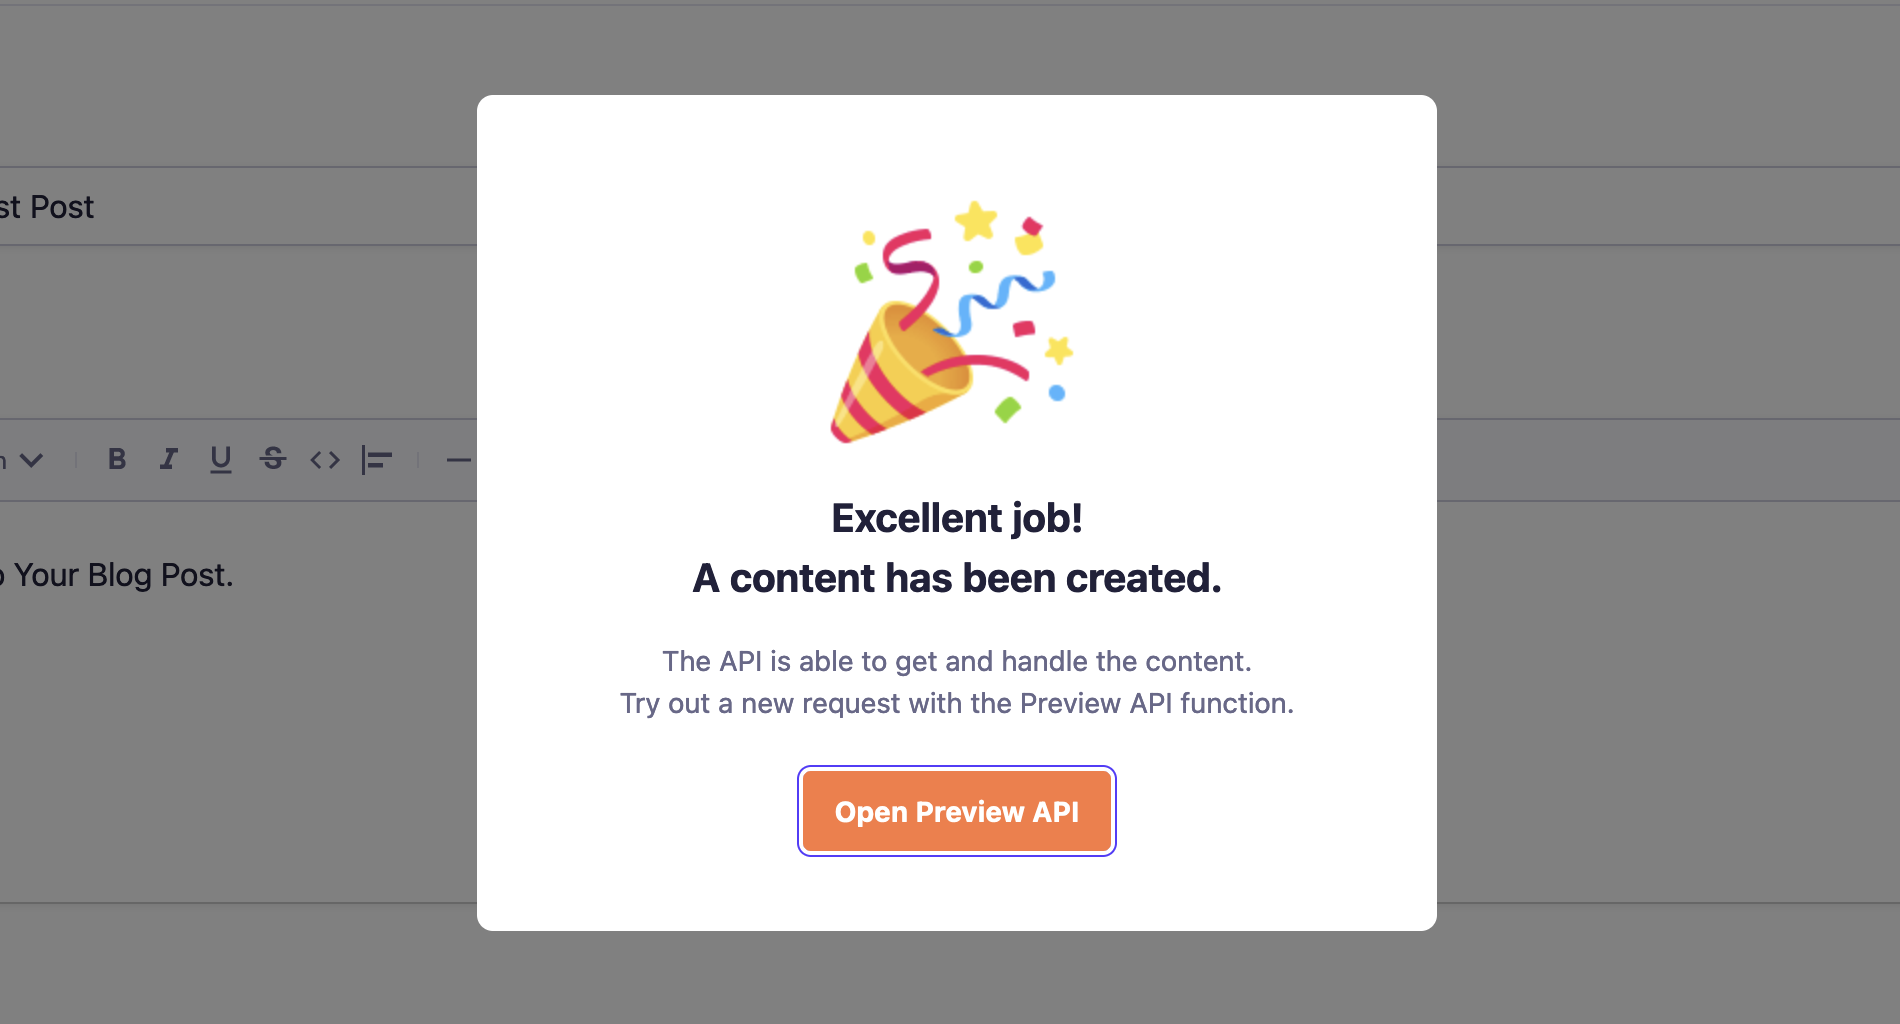 Post
B I U S <>
Your Blog Post.
Excellent job!
A content has been created.
The API is able to get and handle the content.
Try out a new request with the Preview API function.
Open Preview API